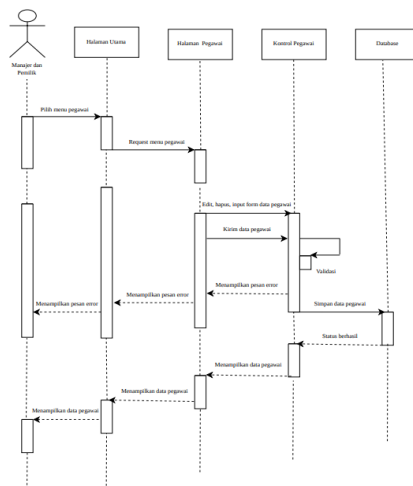 Halaman Utama
Halaman Pegawai
Kontrol Pegawai
Database
Manajer dan
Pemilik
Pilih menu pegawai
Request menu pegawai
Edit, hapus, input form data pegawai
Kirim data pegawai
Validasi
Menampilkan pesan error
Menampilkan pesan error
Menampilkan pesan error
Simpan data pegawai
Status berhasil
Menampilkan data pegawai
Menampilkan data pegawai
Menampilkan data pegawai